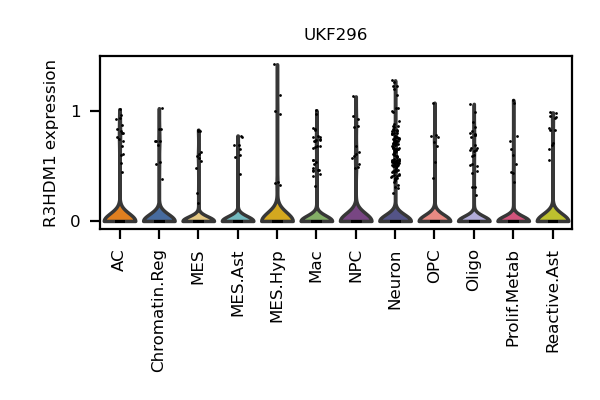 UKF296
R3HDM1 expression
1
0
AC
Chromatin.Reg
MES
MES.Ast
MES.Hyp
Mac
NPC
Neuron
OPC
Oligo
Prolif.Metab
Reactive.Ast